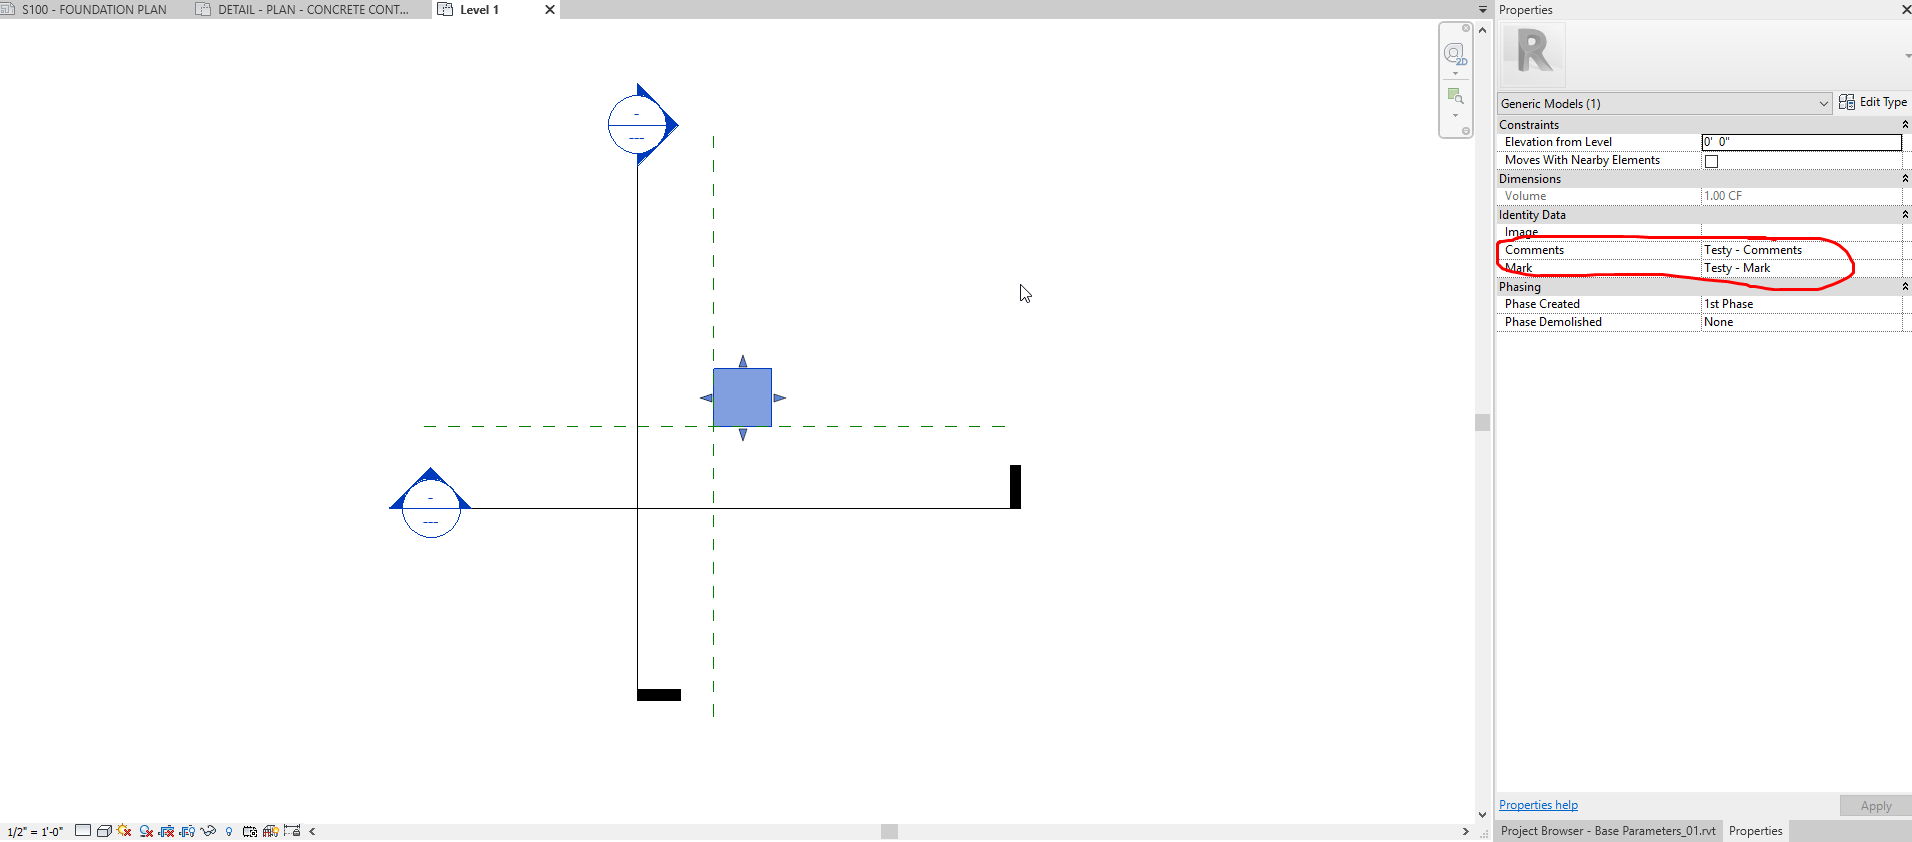 S100 - FOUNDATION PLAN
DETAIL - PLAN - CONCRETE CONT...
Level 1
Properties
2D
R
Generic Models (1)
Edit Type
Constraints
Elevation from Level
0' 0"
Moves With Nearby Elements
Dimensions
Volume
1.00 CF
Identity Data
Image
Comments
Testy - Comments
Mark
Testy - Mark
Phasing
Phase Created
1st Phase
Phase Demolished
None
-
---
-
---
Properties help
Apply
1/2" = 1'-0"
Project Browser - Base Parameters_01.rvt
Properties